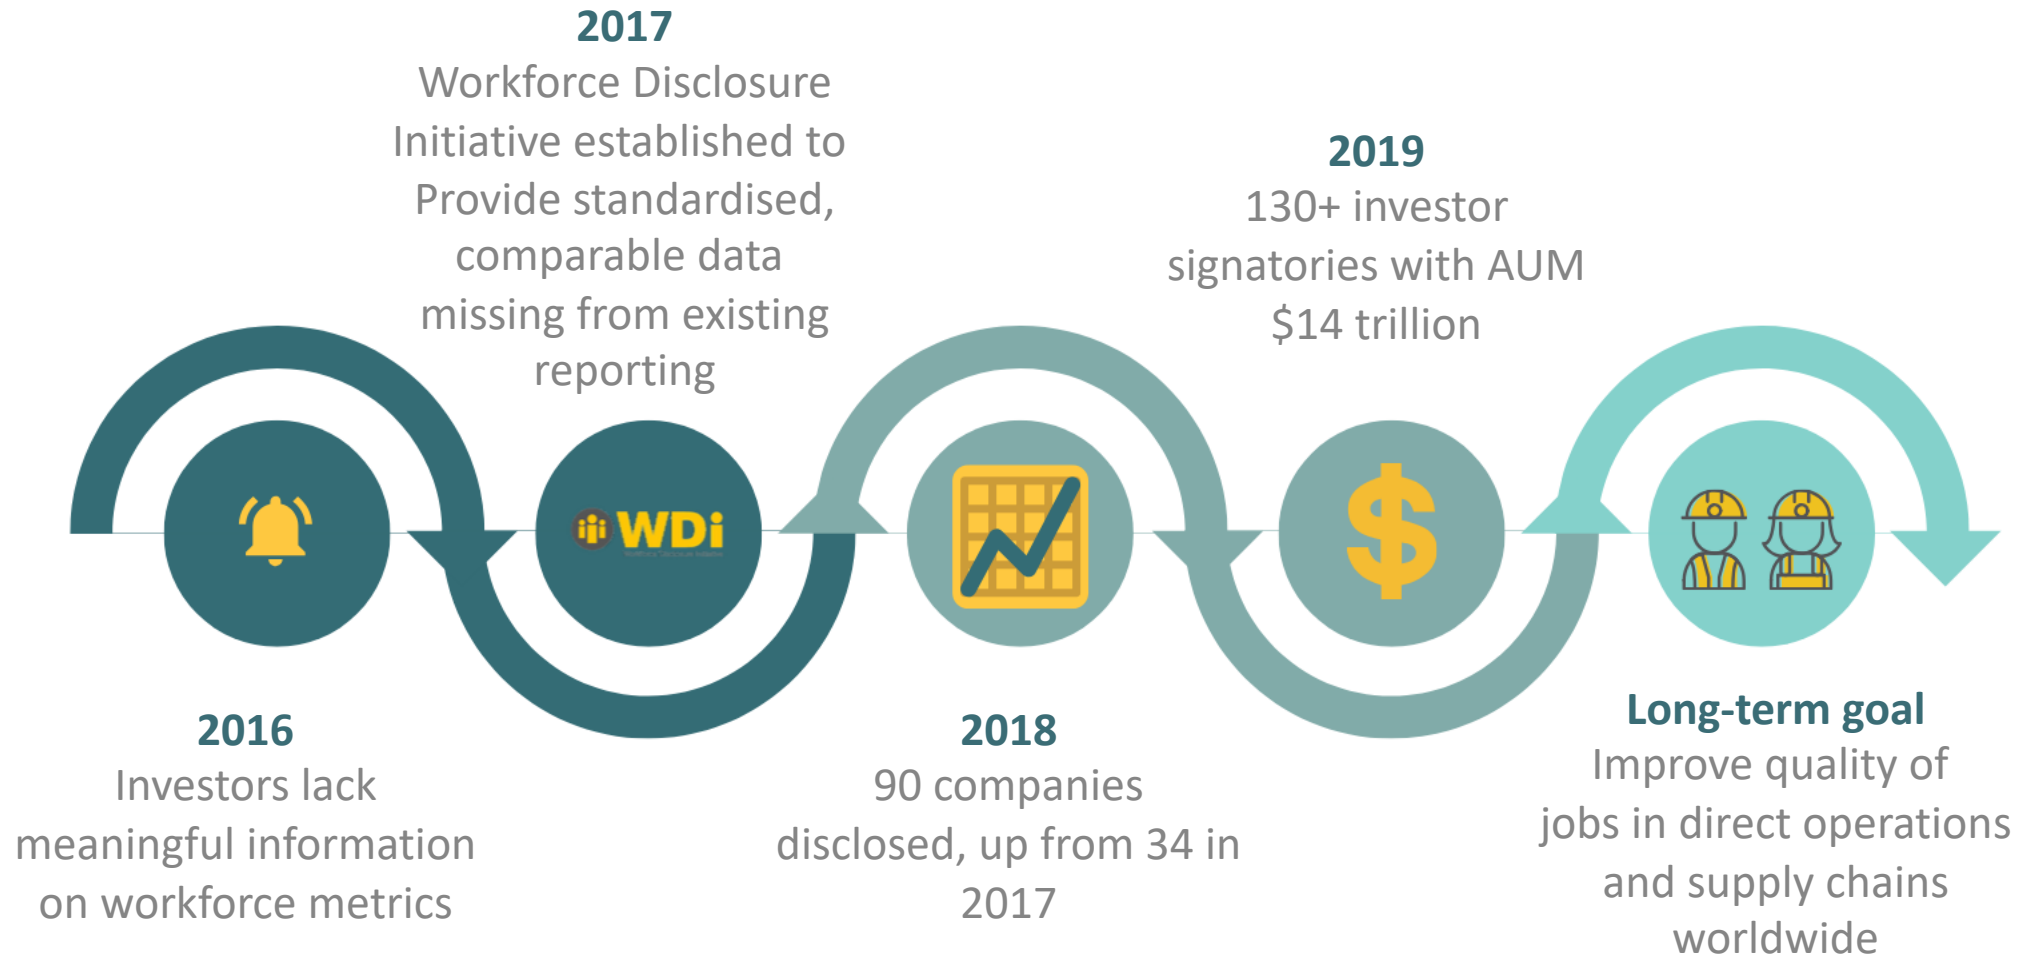 2017
Workforce Disclosure
Initiative established to
Provide standardised,
comparable data
missing from existing
reporting
2019
130+ investor
signatories with AUM
$14 trillion
WDi
2016
Investors lack
meaningful information
on workforce metrics
2018
90 companies
disclosed, up from 34 in
2017
Long-term goal
Improve quality of
jobs in direct operations
and supply chains
worldwide